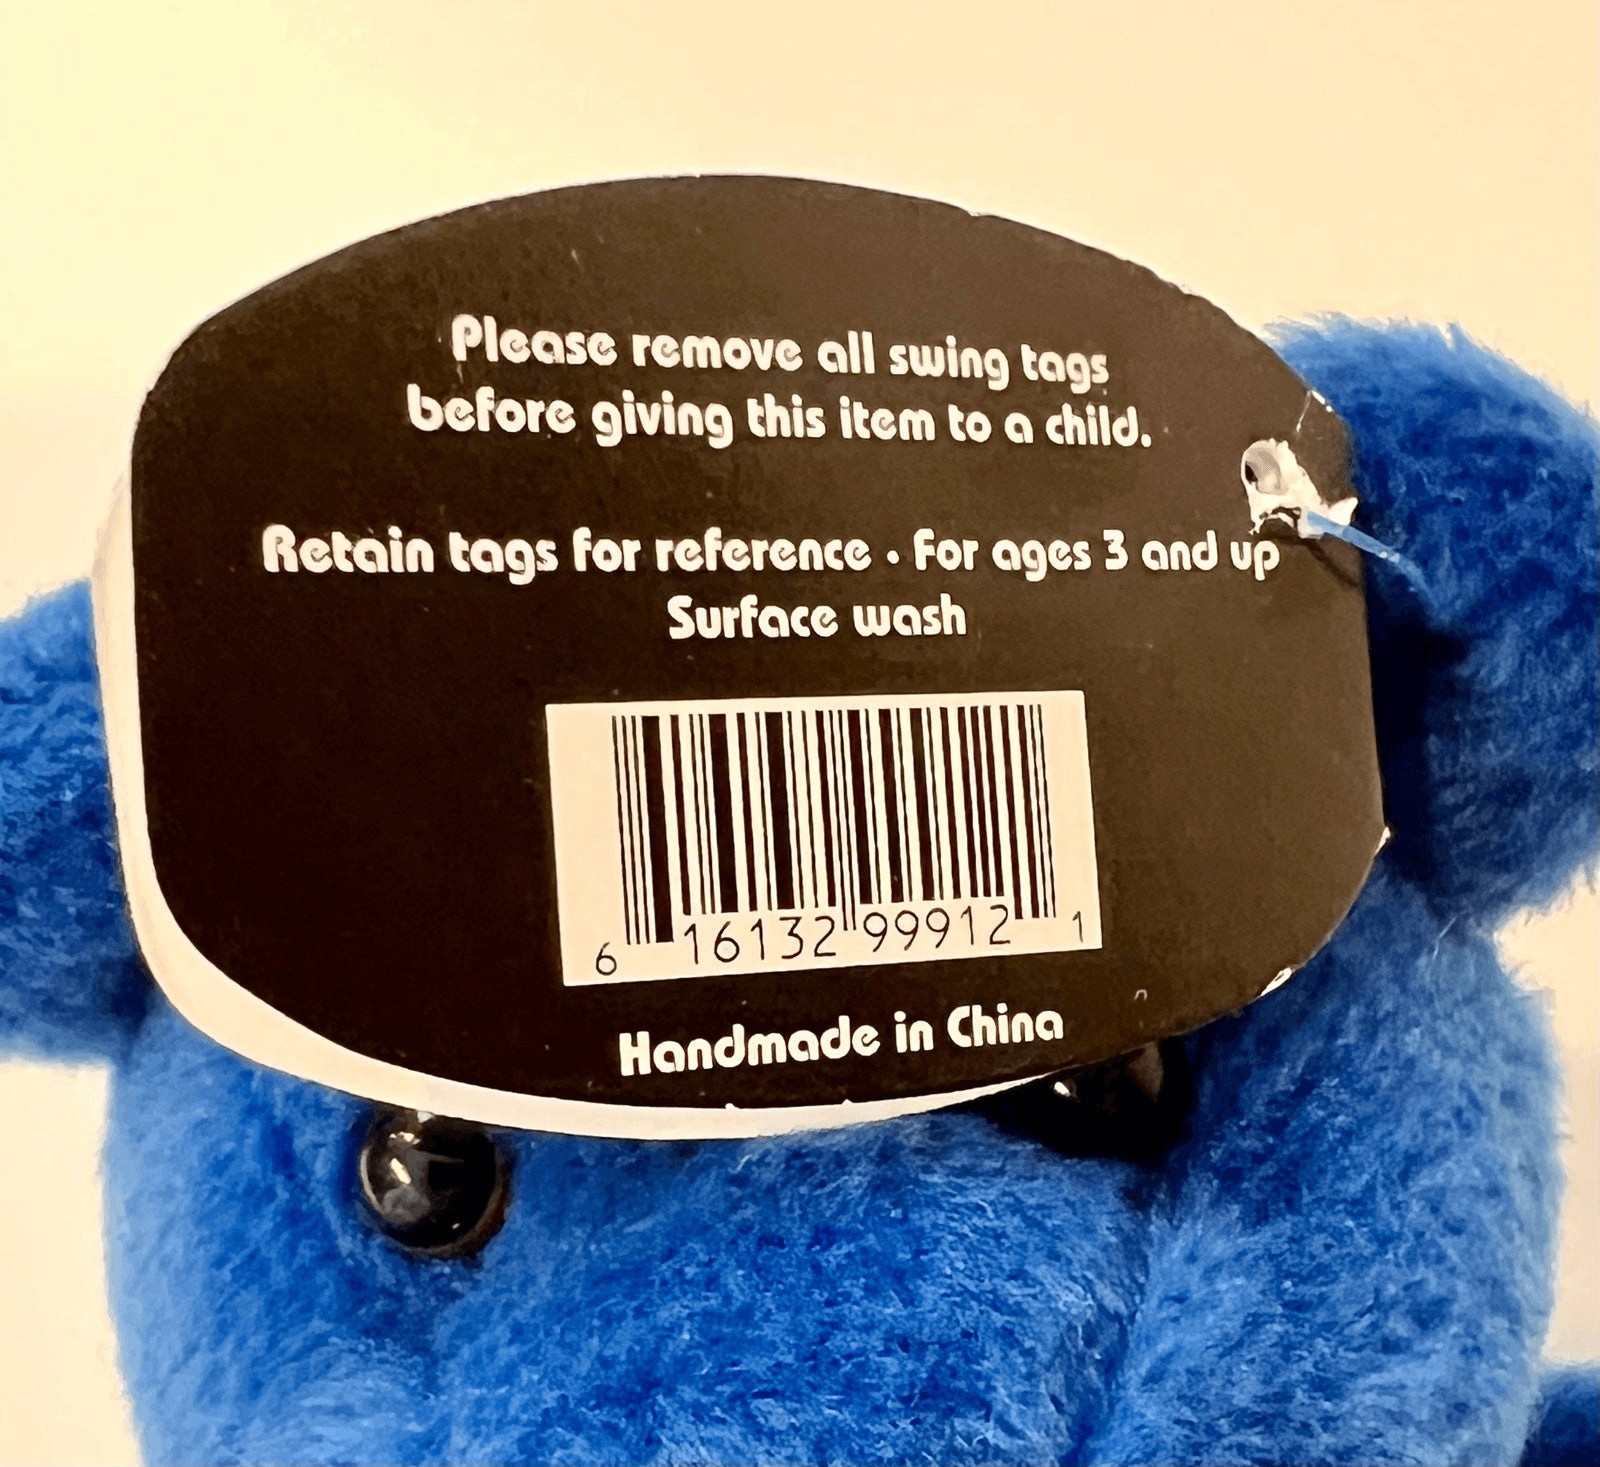 Please remove all swing tags
before giving this item to a child.
Retain tags for reference • For ages 3 and up
Surface wash
6 16132 99912 1
Handmade in China